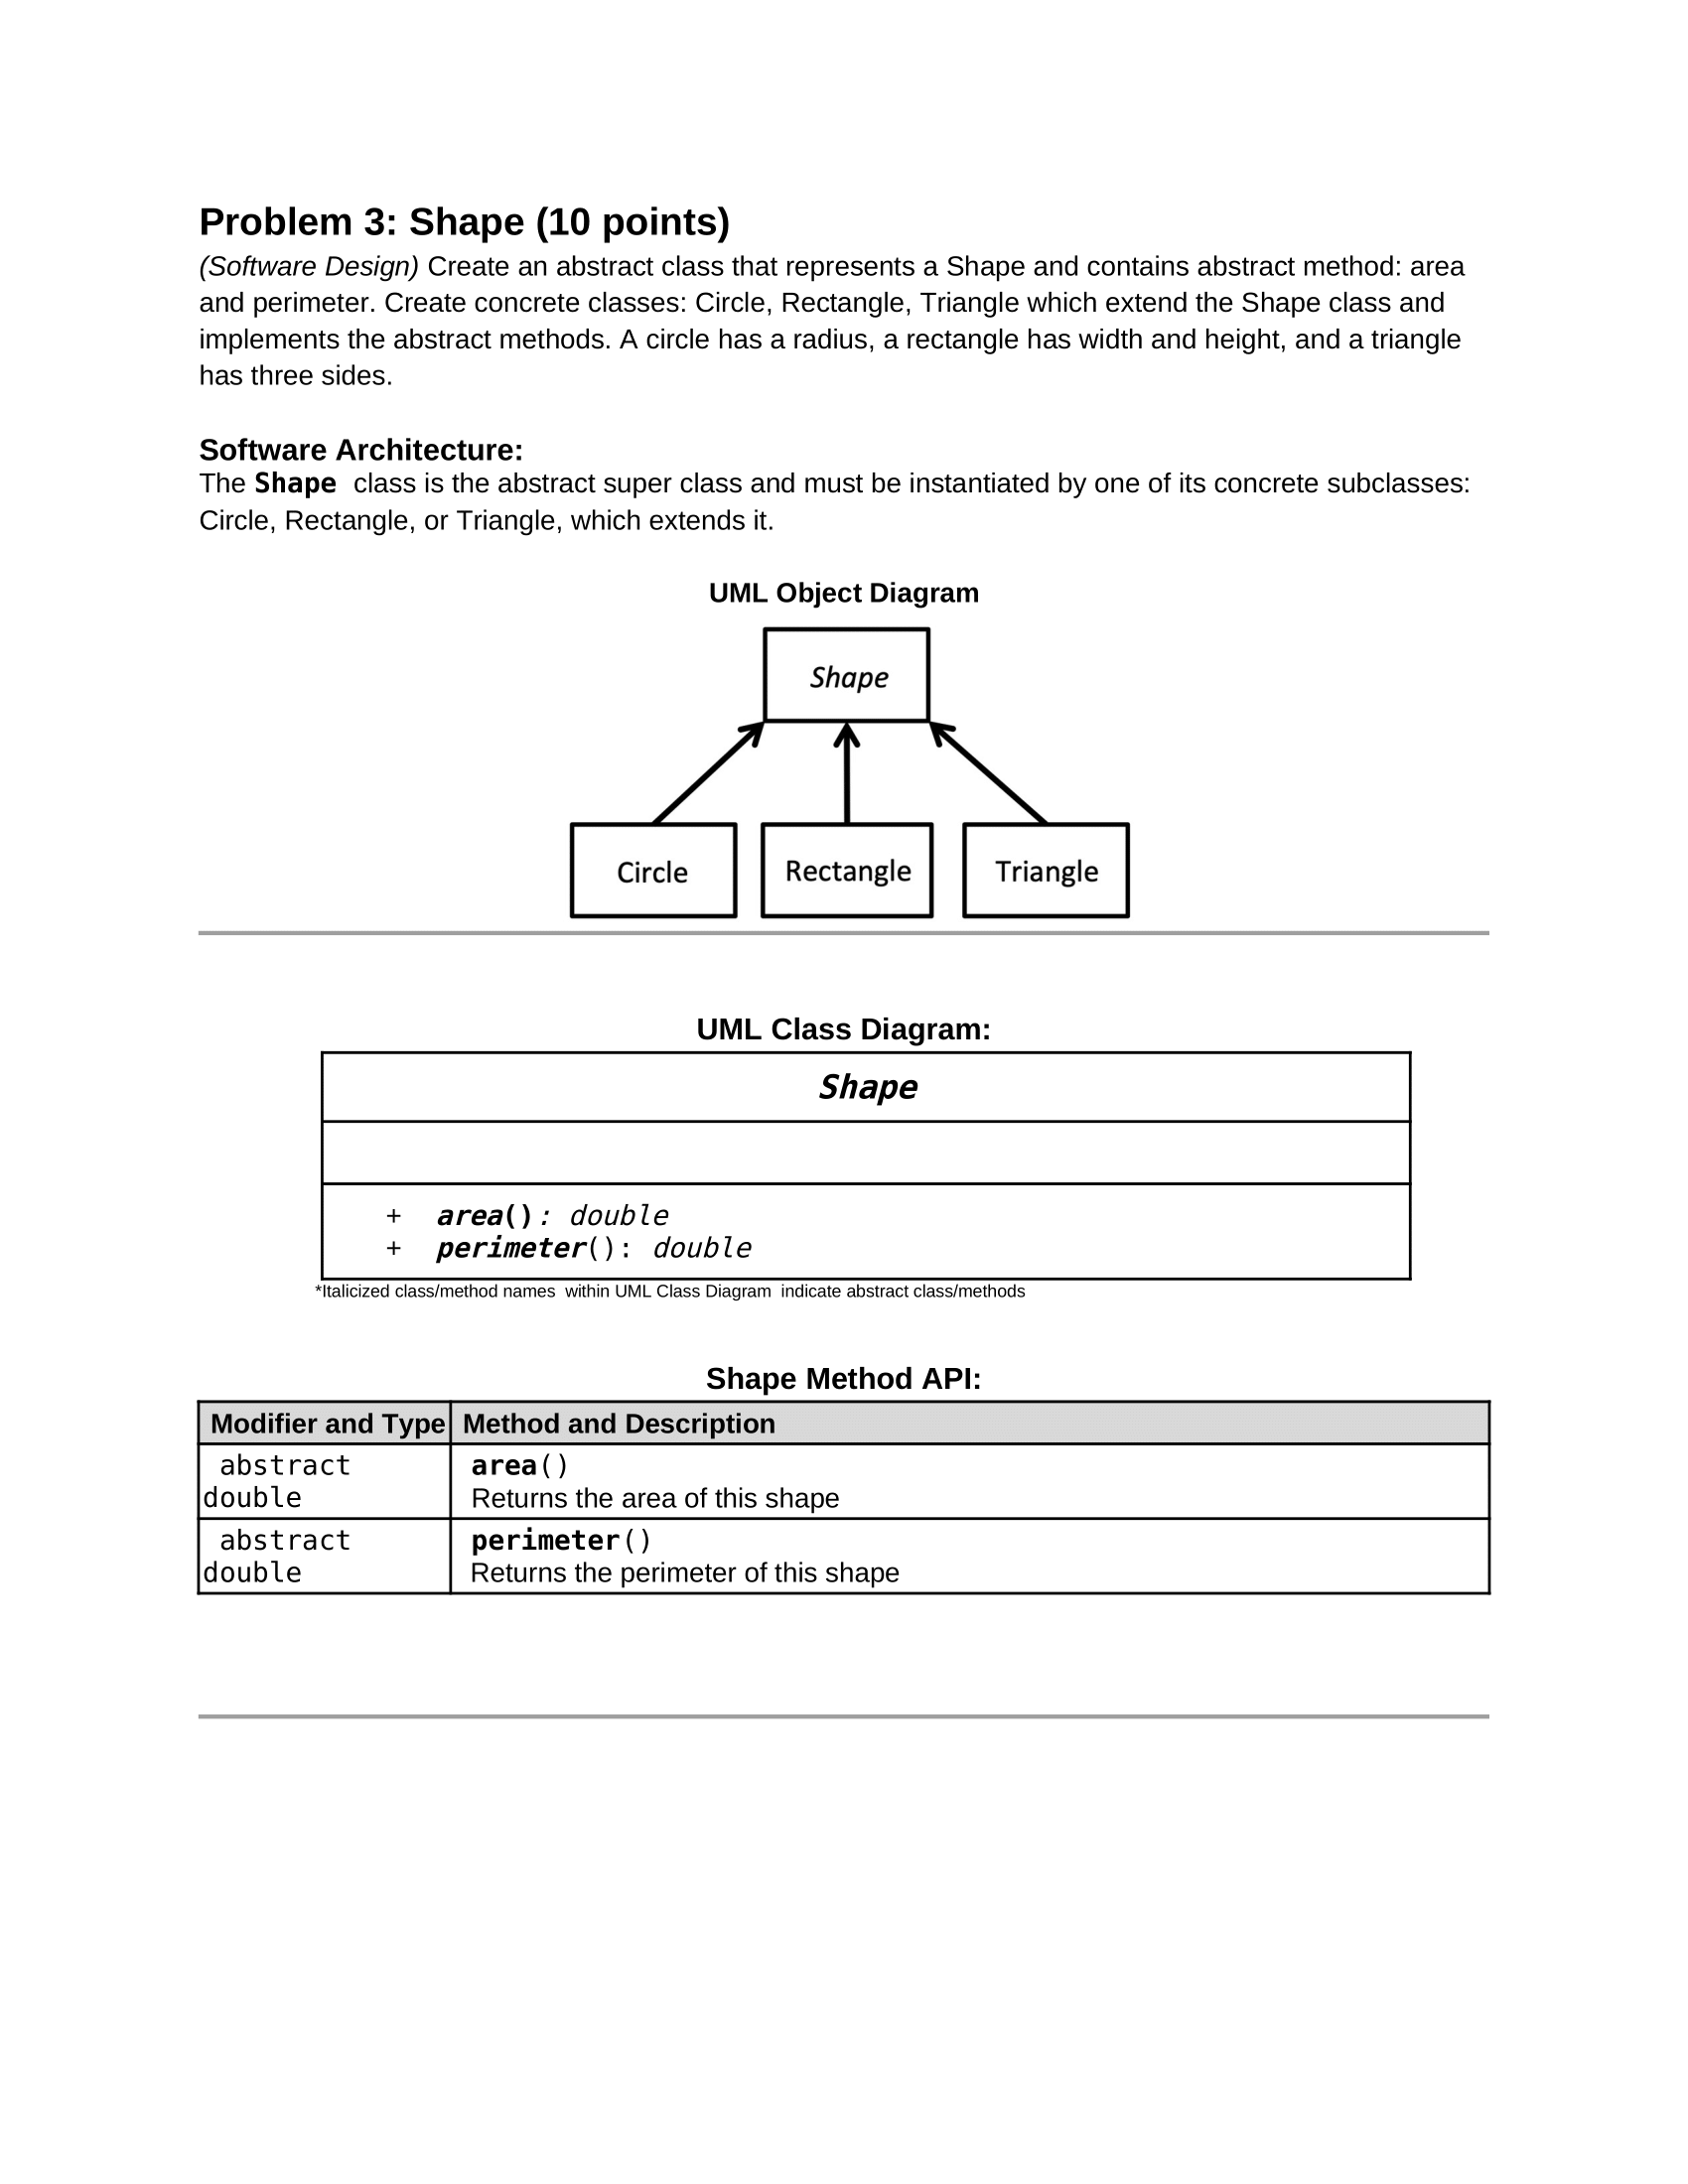 Problem 3: Shape (10 points)
(Software Design) Create an abstract class that represents a Shape and contains abstract method: area
and perimeter. Create concrete classes: Circle, Rectangle, Triangle which extend the Shape class and
implements the abstract methods. A circle has a radius, a rectangle has width and height, and a triangle
has three sides.
Software Architecture:
The Shape class is the abstract super class and must be instantiated by one of its concrete subclasses:
Circle, Rectangle, or Triangle, which extends it.
UML Object Diagram
Shape
Circle Rectangle Triangle
UML Class Diagram:
Shape
+ area(): double
+ perimeter(): double
*Italicized class/method names within UML Class Diagram indicate abstract class/methods
Shape Method API:
Modifier and Type Method and Description
abstract area()
double Returns the area of this shape
abstract perimeter()
double Returns the perimeter of this shape